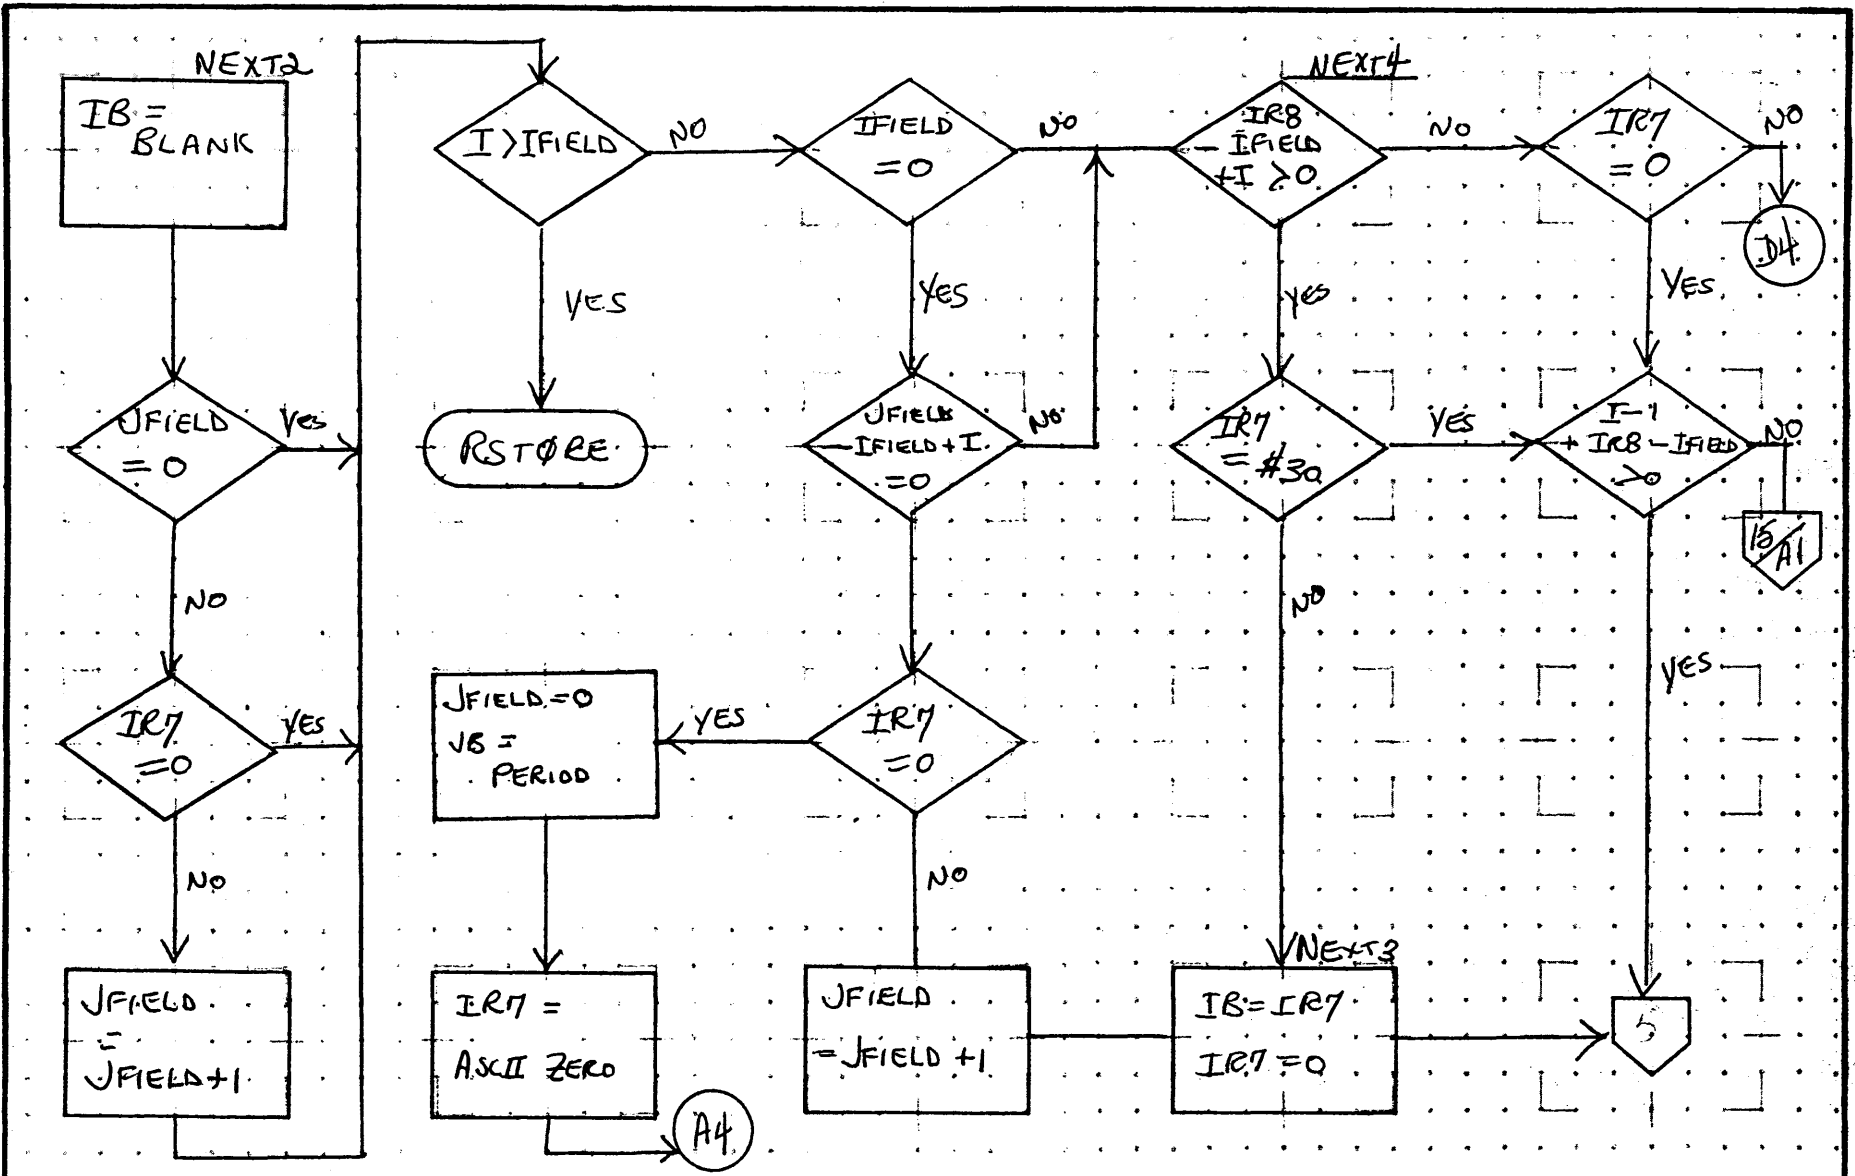 NEXT2
IB =
BLANK
JFIELD
= 0
Yes
NO
IR7
=0
YES
NO
JFIELD
=
JFIELD+1
I>IFIELD
NO
YES
RSTØRE
JFIELD=0
JB =
PERIOD
IR7 =
ASCII ZERO
A4
IFIELD
=0
NO
YES
JFIELD
-IFIELD+I
=0
NO
IR7
=0
YES
NO
JFIELD
=JFIELD+1
NEXT4
IR8
- IFIELD
+I >0
NO
YES
IR7
= #30
YES
NO
NEXT3
IB=IR7
IR7=0
IR7
=0
NO
D4
YES
I-1
+ IR8-IFIELD
>0
NO
15/A1
YES
5